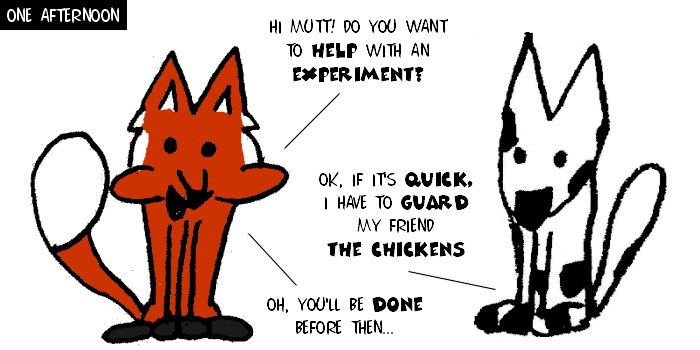 ONE AFTERNOON
HI MUTT! DO YOU WANT
TO HELP WITH AN
EXPERIMENT?
OK, IF IT'S QUICK,
I HAVE TO GUARD
MY FRIEND
THE CHICKENS
OH, YOU'LL BE DONE
BEFORE THEN...